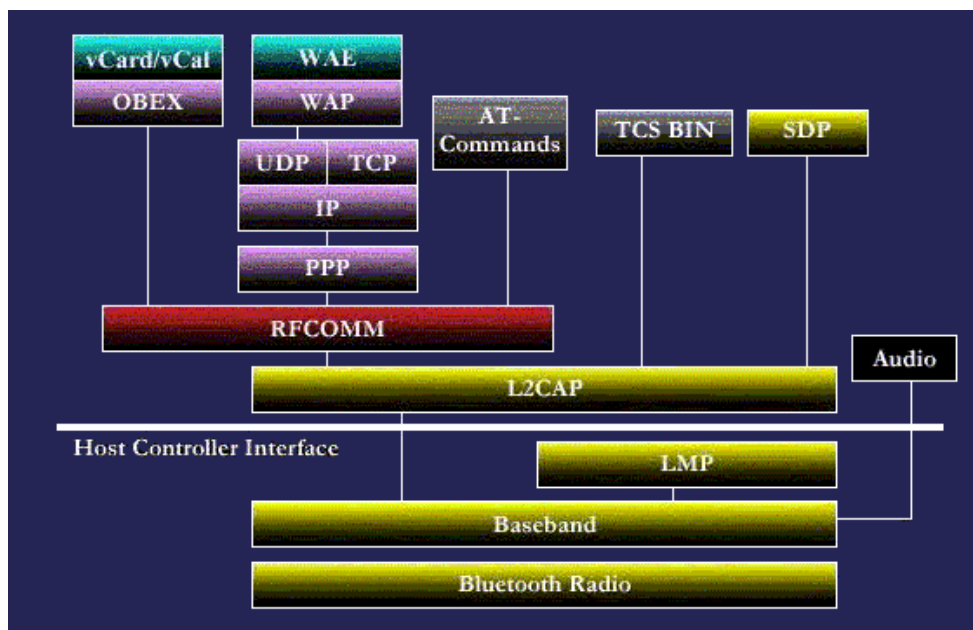 vCard/vCal
OBEX
WAE
WAP
UDP
TCP
IP
PPP
AT-
Commands
TCS BIN
SDP
RFCOMM
L2CAP
Audio
Host Controller Interface
LMP
Baseband
Bluetooth Radio